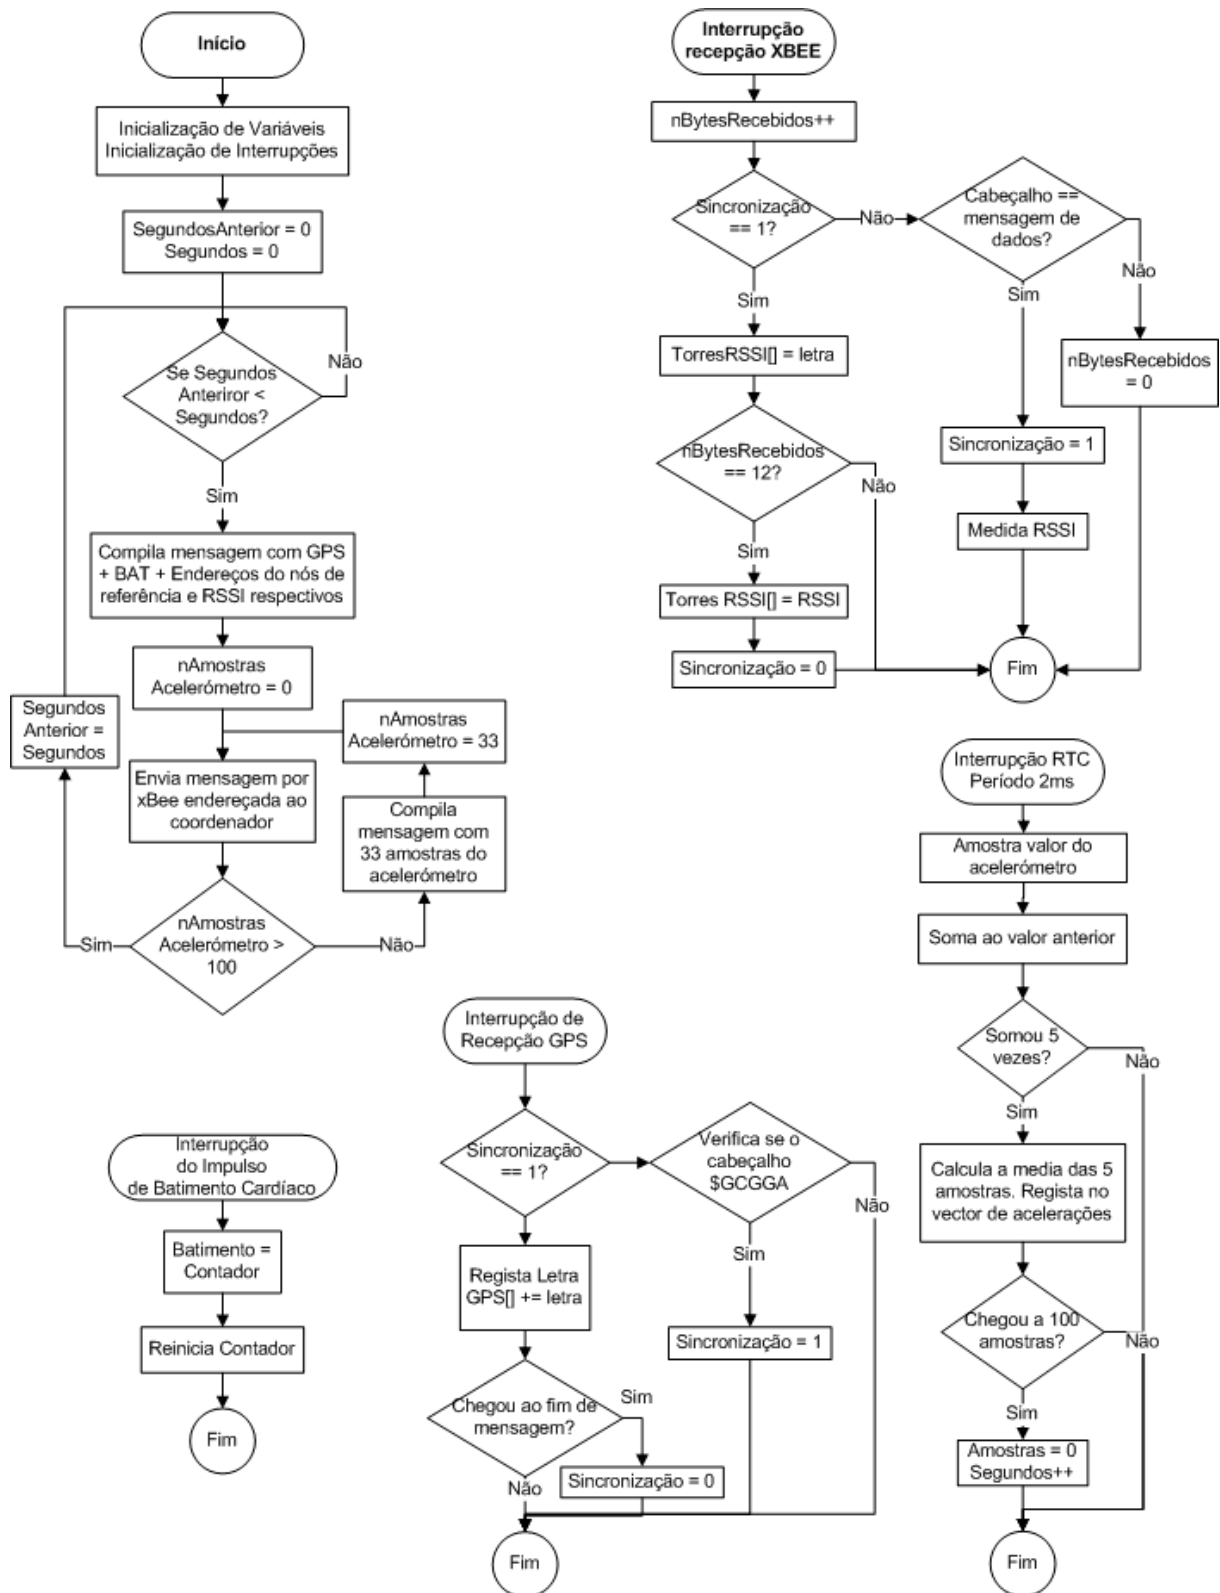 Início
Inicialização de Variáveis
Inicialização de Interrupções
SegundosAnterior = 0
Segundos = 0
Se Segundos
Anteriror <
Segundos?
Não
Sim
Compila mensagem com GPS
+ BAT + Endereços do nós de
referência e RSSI respectivos
nAmostras
Acelerómetro = 0
Segundos
Anterior =
Segundos
nAmostras
Acelerómetro = 33
Envia mensagem por
xBee endereçada ao
coordenador
Compila
mensagem com
33 amostras do
acelerómetro
nAmostras
Acelerómetro >
100
Sim
Não
Interrupção
recepção XBEE
nBytesRecebidos++
Sincronização
== 1?
Não
Cabeçalho ==
mensagem de
dados?
Não
Sim
Sim
TorresRSSI[] = letra
nBytesRecebidos
= 0
nBytesRecebidos
== 12?
Não
Sincronização = 1
Medida RSSI
Sim
Torres RSSI[] = RSSI
Sincronização = 0
Fim
Interrupção RTC
Período 2ms
Amostra valor do
acelerómetro
Soma ao valor anterior
Somou 5
vezes?
Não
Sim
Calcula a media das 5
amostras. Regista no
vector de acelerações
Chegou a 100
amostras?
Não
Sim
Amostras = 0
Segundos++
Fim
Interrupção de
Recepção GPS
Sincronização
== 1?
Verifica se o
cabeçalho
$GCGGA
Não
Sim
Regista Letra
GPS[] += letra
Sincronização = 1
Chegou ao fim de
mensagem?
Sim
Sincronização = 0
Não
Fim
Interrupção
do Impulso
de Batimento Cardíaco
Batimento =
Contador
Reinicia Contador
Fim